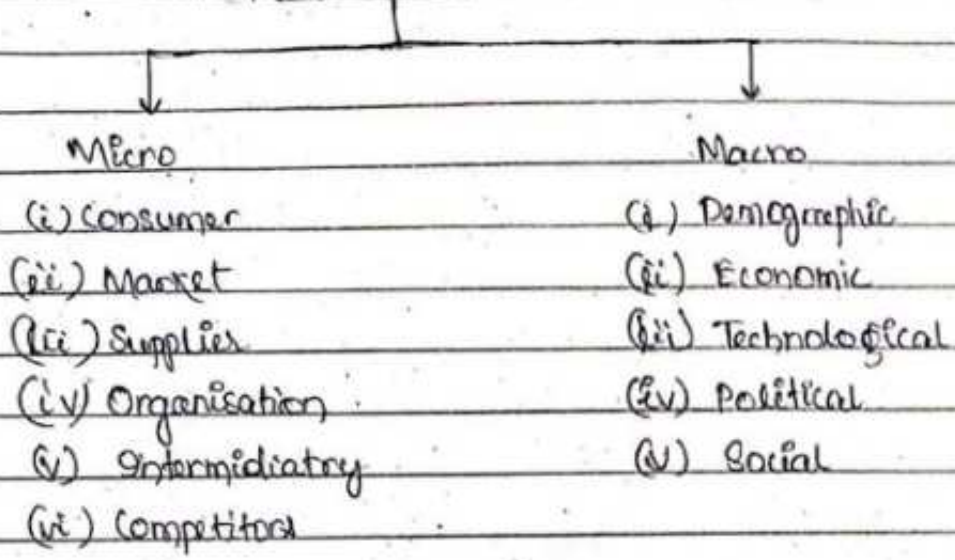 Micro
(i) Consumer
(ii) Market
(iii) Supplier
(iv) Organisation
(v) Intermidiatry
(vi) Competitors
Macro
(i) Demographic
(ii) Economic
(iii) Technological
(iv) Political
(v) Social